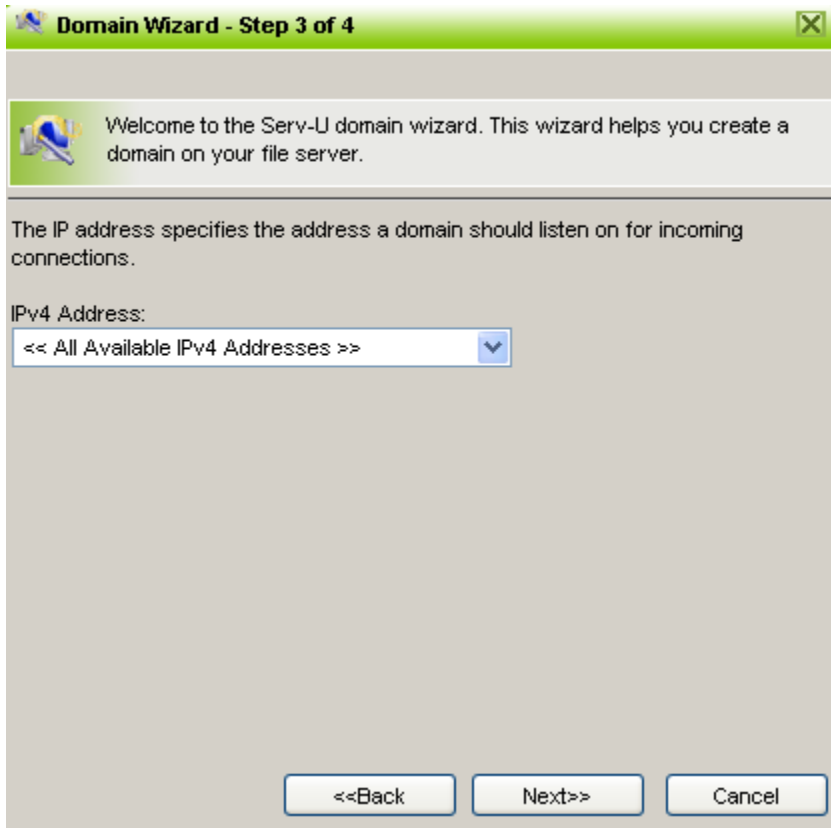 Domain Wizard - Step 3 of 4
Welcome to the Serv-U domain wizard. This wizard helps you create a
domain on your file server.
The IP address specifies the address a domain should listen on for incoming
connections.
IPv4 Address:
<< All Available IPv4 Addresses >>
<<Back Next>> Cancel